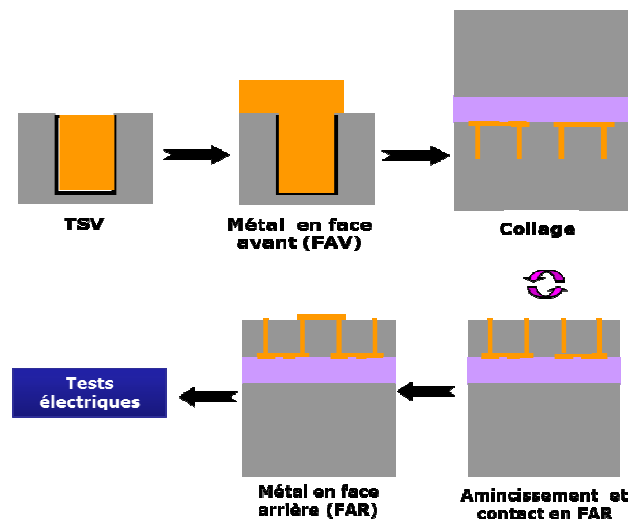 TSV
Métal en face
avant (FAV)
Collage
Tests
électriques
Métal en face
arrière (FAR)
Amincissement et
contact en FAR